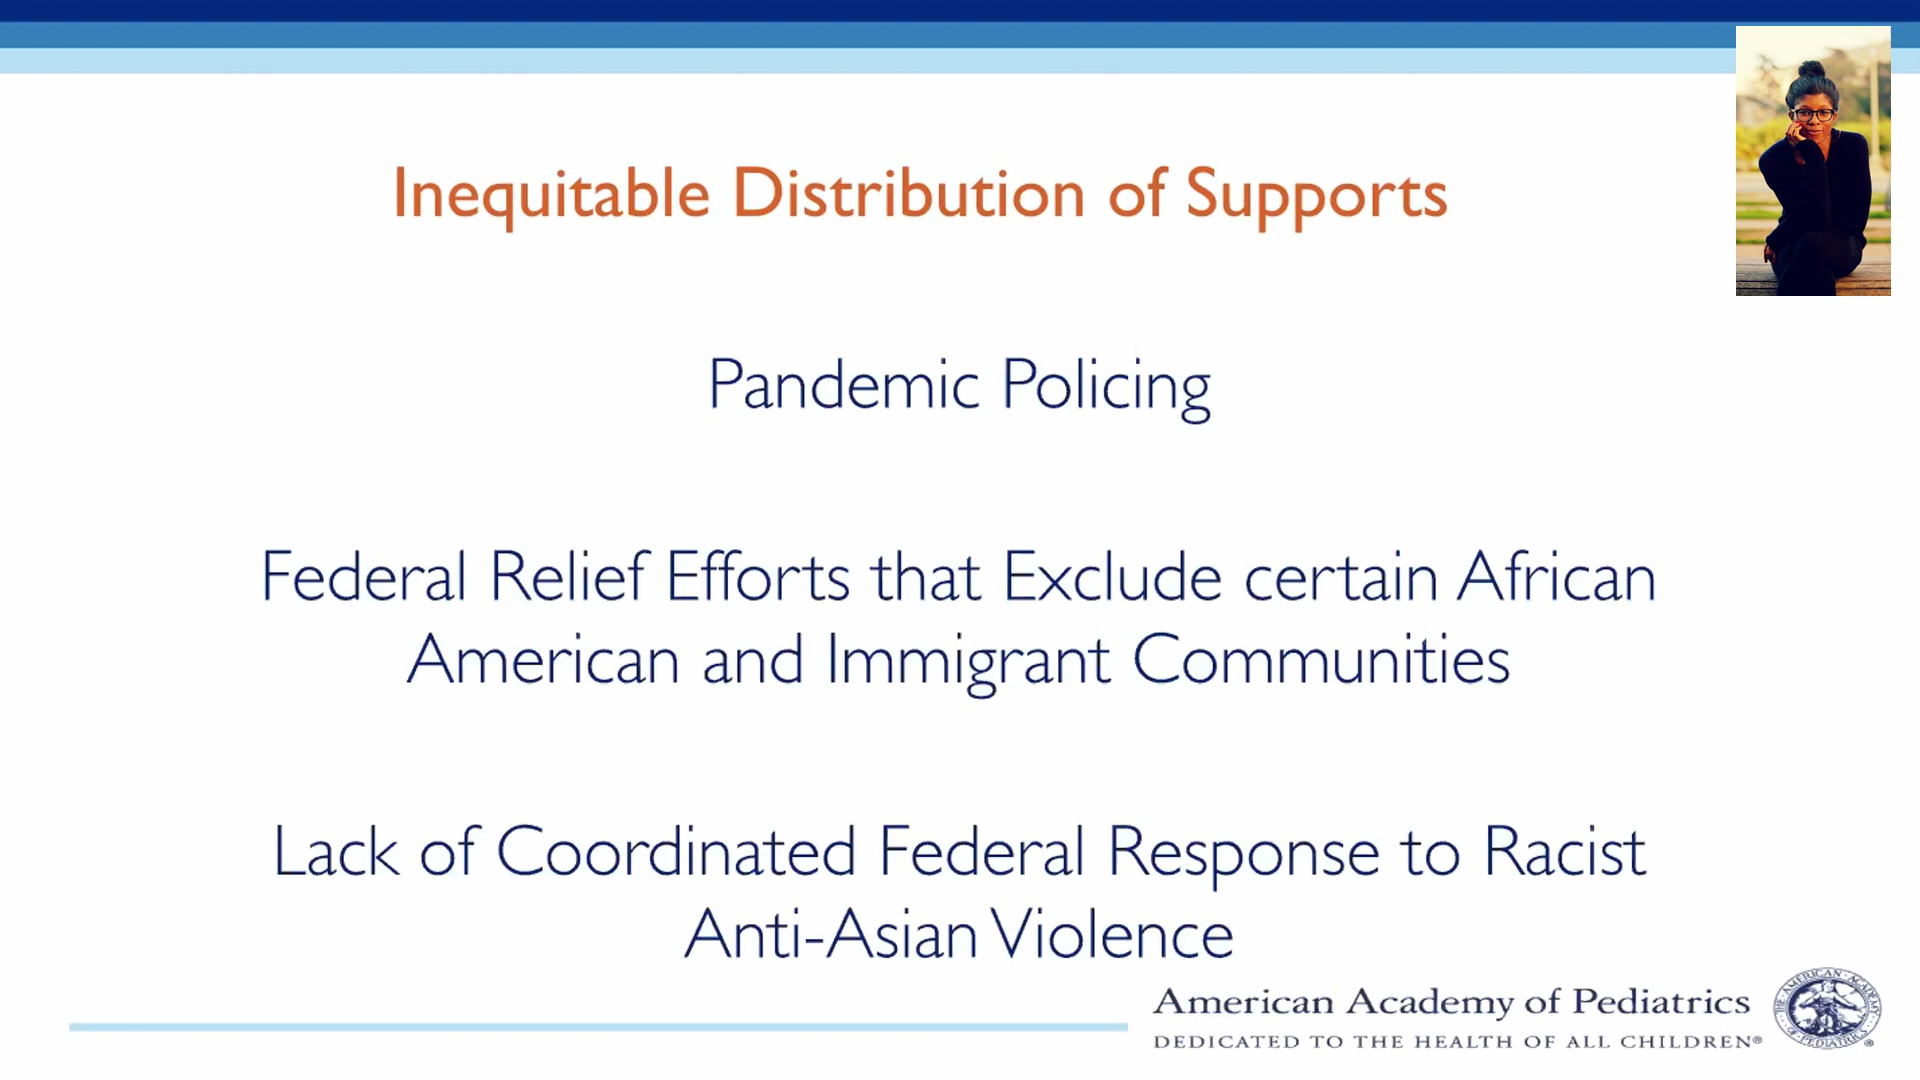 Inequitable Distribution of Supports
Pandemic Policing
Federal Relief Efforts that Exclude certain African
American and Immigrant Communities
Lack of Coordinated Federal Response to Racist
Anti-Asian Violence
American Academy of Pediatrics
DEDICATED TO THE HEALTH OF ALL CHILDREN®